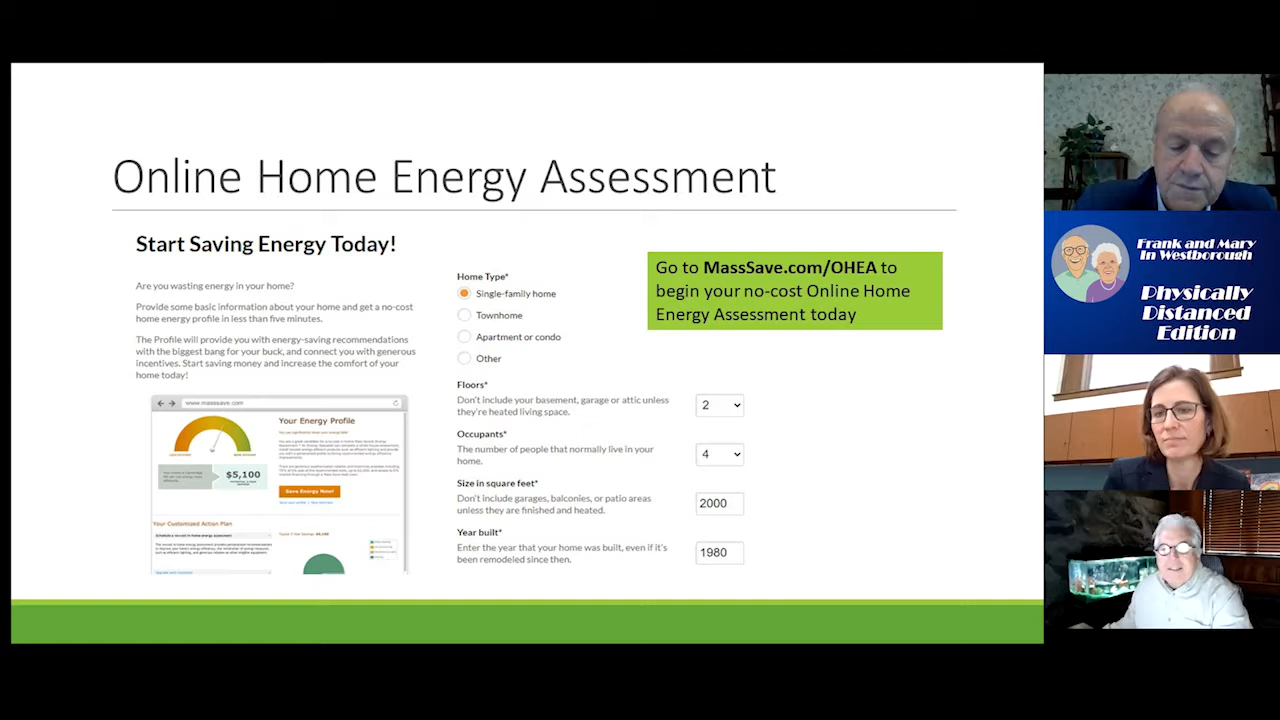 Online Home Energy Assessment
Start Saving Energy Today!
Are you wasting energy in your home?
Provide some basic information about your home and get a no-cost
home energy profile in less than five minutes.
The Profile will provide you with energy-saving recommendations
with the biggest bang for your buck, and connect you with generous
incentives. Start saving money and increase the comfort of your
home today!
www.masssave.com
Your Energy Profile
$5,100
Save Energy Now!
Your Customized Action Plan
Schedule a no-cost home energy assessment
Home Type*
Single-family home
Townhome
Apartment or condo
Other
Floors*
Don't include your basement, garage or attic unless
they're heated living space.
2
Occupants*
The number of people that normally live in your
home.
4
Size in square feet*
Don't include garages, balconies, or patio areas
unless they are finished and heated.
2000
Year built*
Enter the year that your home was built, even if it's
been remodeled since then.
1980
Go to MassSave.com/OHEA to
begin your no-cost Online Home
Energy Assessment today
Frank and Mary
In Westborough
Physically
Distanced
Edition